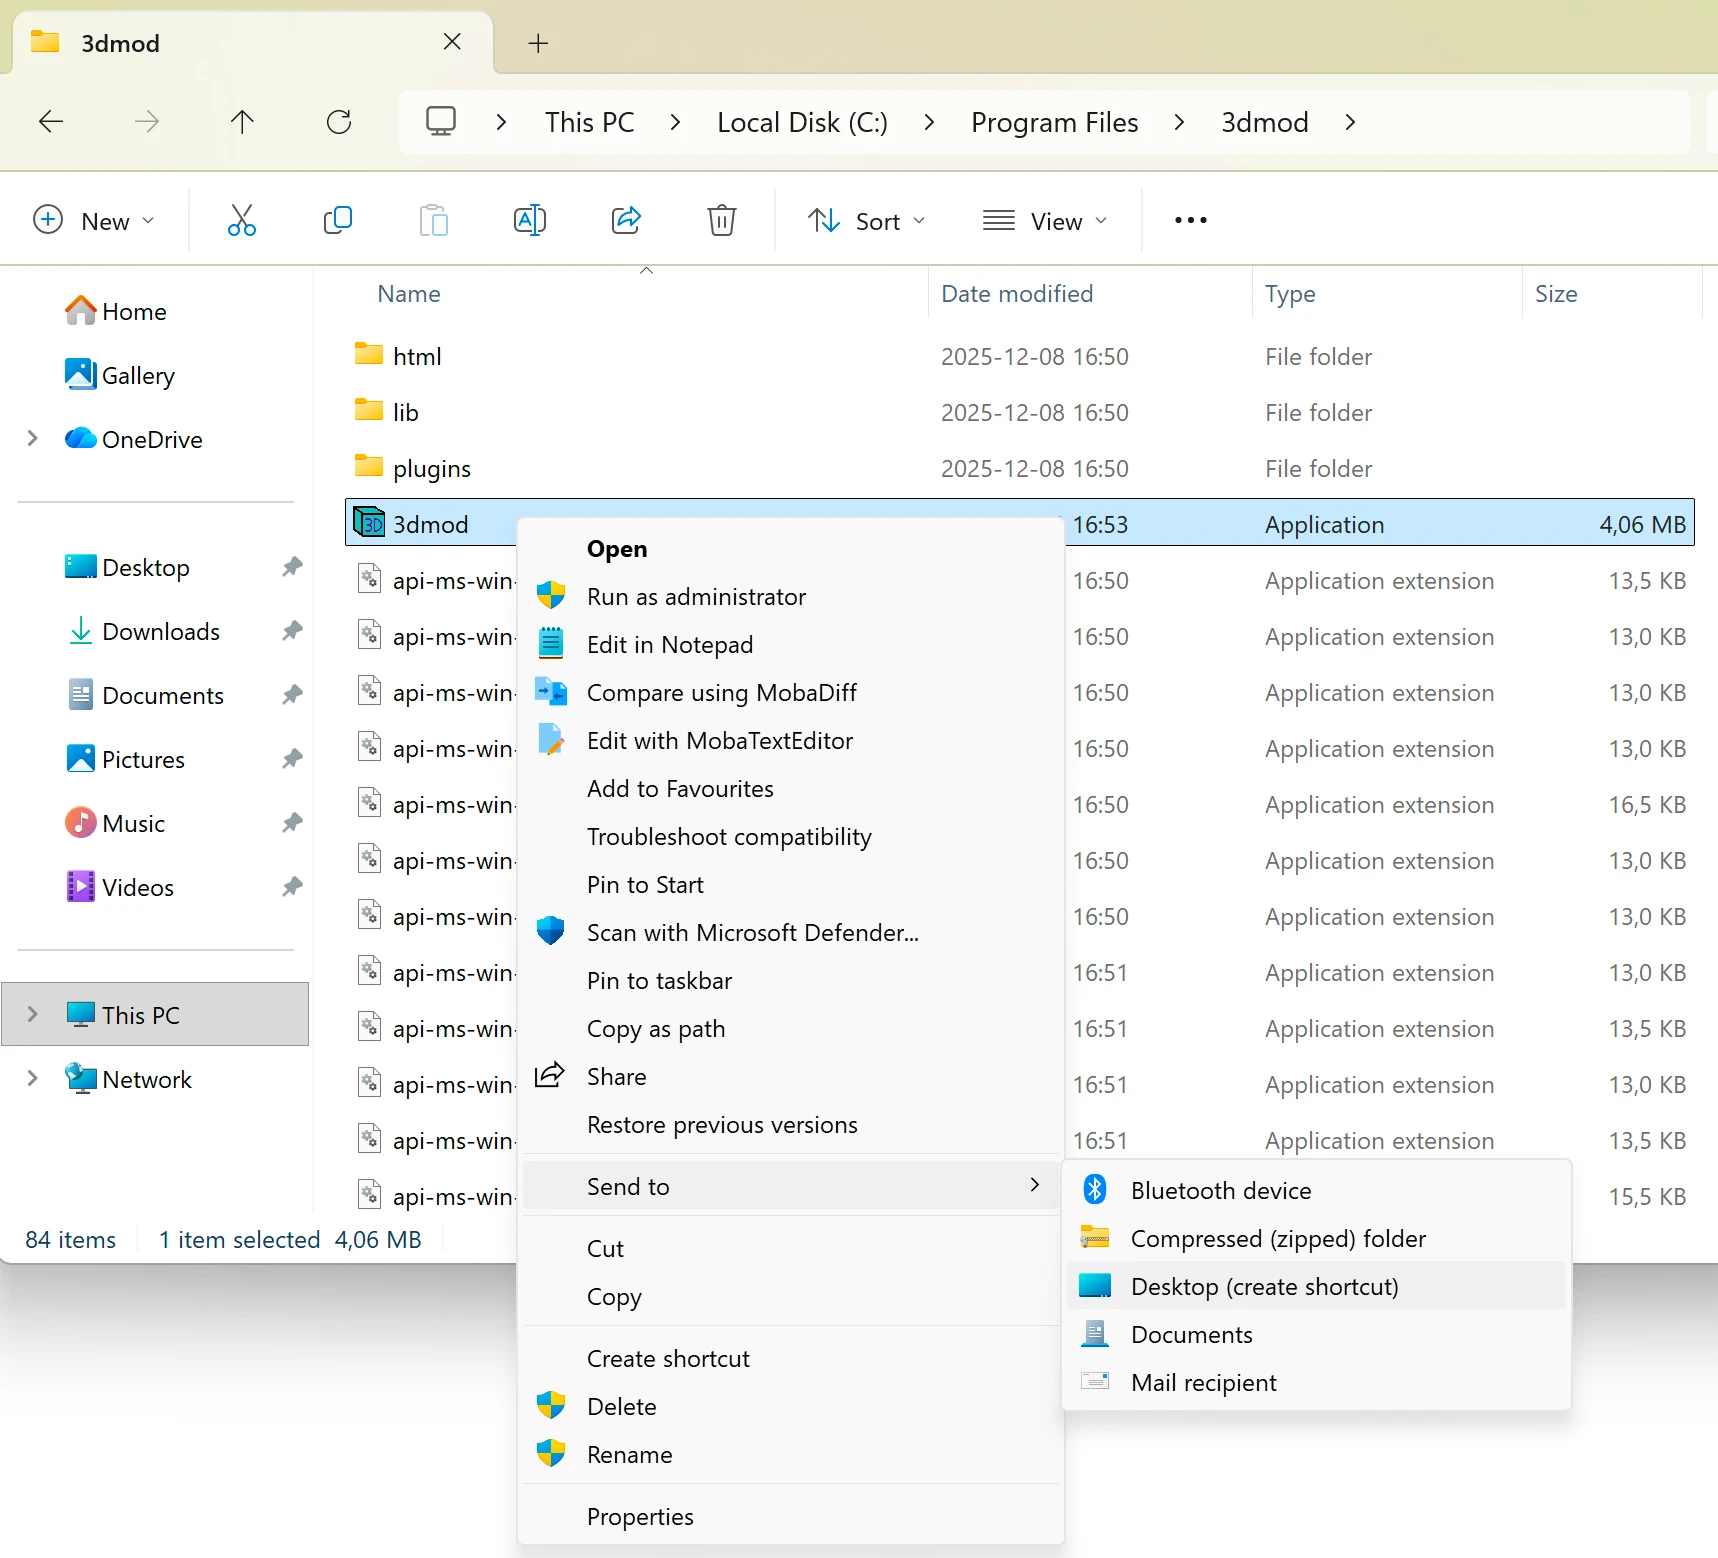 3dmod
This PC Local Disk (C:) Program Files 3dmod
New Sort View
Name Date modified Type Size
Home
Gallery
OneDrive
Desktop
Downloads
Documents
Pictures
Music
Videos
This PC
Network
html 2025-12-08 16:50 File folder
lib 2025-12-08 16:50 File folder
plugins 2025-12-08 16:50 File folder
3dmod 16:53 Application 4,06 MB
api-ms-win- 16:50 Application extension 13,5 KB
api-ms-win- 16:50 Application extension 13,0 KB
api-ms-win- 16:50 Application extension 13,0 KB
api-ms-win- 16:50 Application extension 13,0 KB
api-ms-win- 16:50 Application extension 16,5 KB
api-ms-win- 16:50 Application extension 13,0 KB
api-ms-win- 16:50 Application extension 13,0 KB
api-ms-win- 16:51 Application extension 13,0 KB
api-ms-win- 16:51 Application extension 13,5 KB
api-ms-win- 16:51 Application extension 13,0 KB
api-ms-win- 16:51 Application extension 13,5 KB
api-ms-win- 15,5 KB
84 items 1 item selected 4,06 MB
Open
Run as administrator
Edit in Notepad
Compare using MobaDiff
Edit with MobaTextEditor
Add to Favourites
Troubleshoot compatibility
Pin to Start
Scan with Microsoft Defender...
Pin to taskbar
Copy as path
Share
Restore previous versions
Send to
Cut
Copy
Create shortcut
Delete
Rename
Properties
Bluetooth device
Compressed (zipped) folder
Desktop (create shortcut)
Documents
Mail recipient